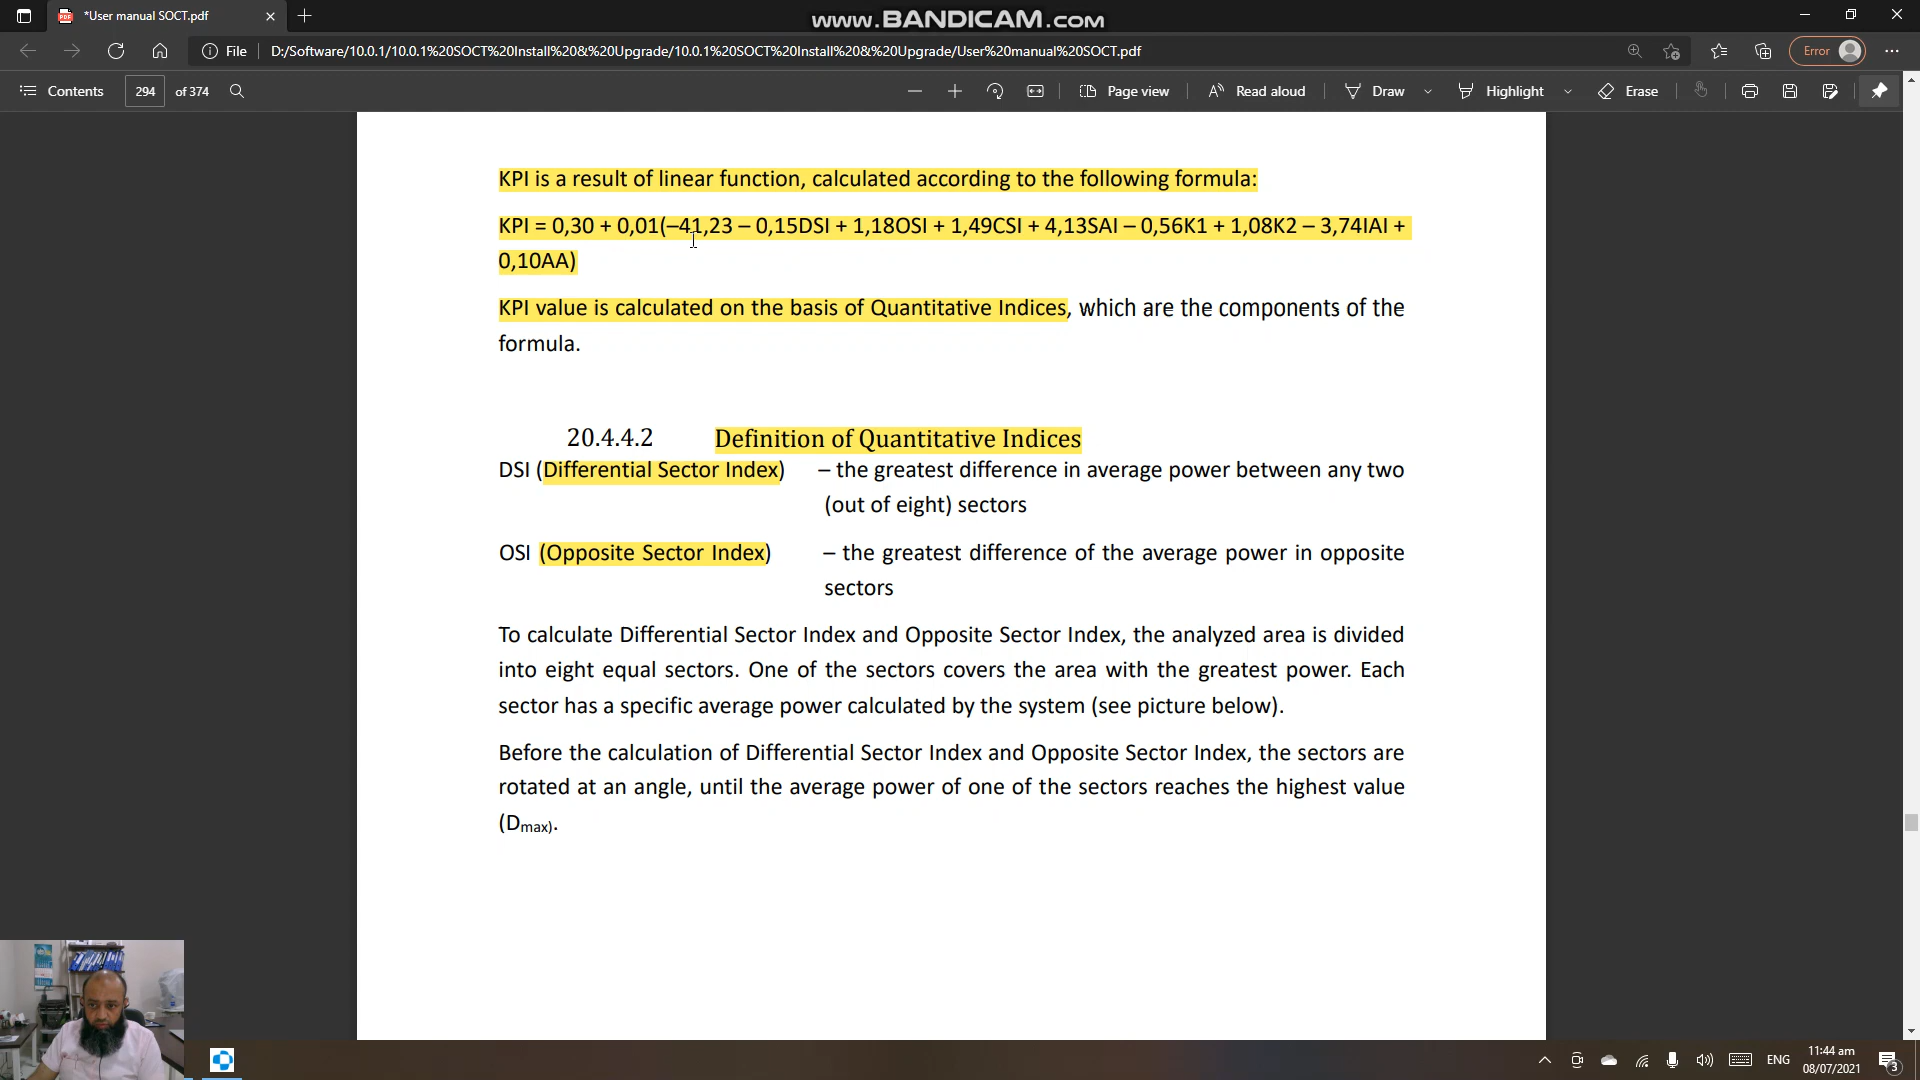 *User manual SOCT.pdf
www.BANDICAM.com
File
D:/Software/10.0.1/10.0.1%20SOCT%20Install%20&%20Upgrade/10.0.1%20SOCT%20Install%20&%20Upgrade/User%20manual%20SOCT.pdf
Error
Contents
294 of 374
Page view
Read aloud
Draw
Highlight
Erase
KPI is a result of linear function, calculated according to the following formula:
KPI = 0,30 + 0,01(–41,23 – 0,15DSI + 1,18OSI + 1,49CSI + 4,13SAI – 0,56K1 + 1,08K2 – 3,74IAI +
0,10AA)
KPI value is calculated on the basis of Quantitative Indices, which are the components of the
formula.
20.4.4.2 Definition of Quantitative Indices
DSI (Differential Sector Index) – the greatest difference in average power between any two
(out of eight) sectors
OSI (Opposite Sector Index) – the greatest difference of the average power in opposite
sectors
To calculate Differential Sector Index and Opposite Sector Index, the analyzed area is divided
into eight equal sectors. One of the sectors covers the area with the greatest power. Each
sector has a specific average power calculated by the system (see picture below).
Before the calculation of Differential Sector Index and Opposite Sector Index, the sectors are
rotated at an angle, until the average power of one of the sectors reaches the highest value
(Dmax).
ENG
11:44 am
08/07/2021
3